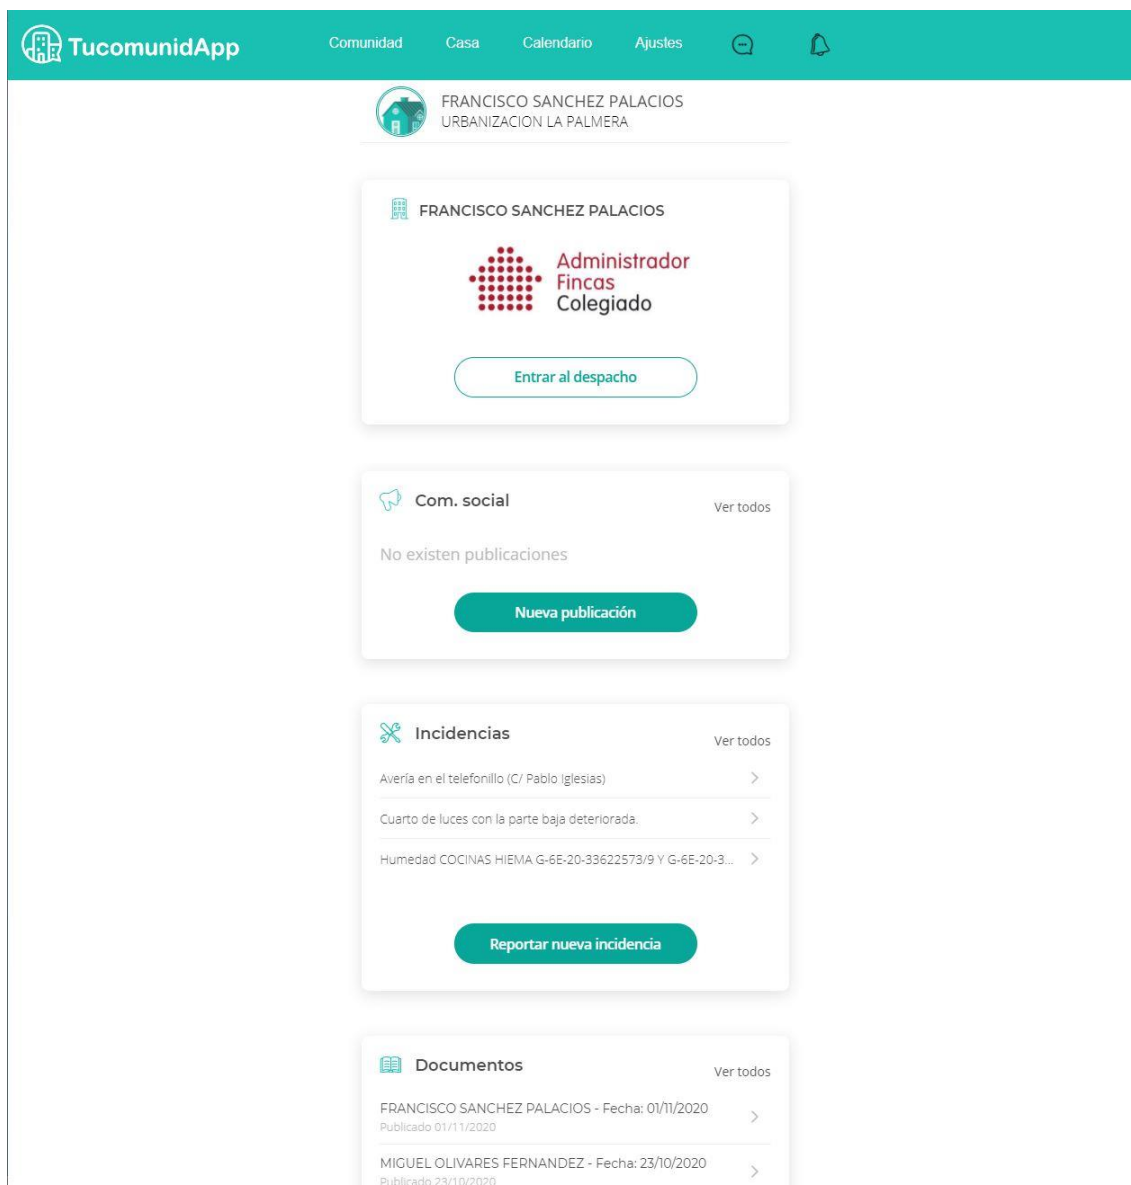 TucomunidApp
Comunidad Casa Calendario Ajustes
FRANCISCO SANCHEZ PALACIOS
URBANIZACION LA PALMERA
FRANCISCO SANCHEZ PALACIOS
Administrador
Fincas
Colegiado
Entrar al despacho
Com. social
Ver todos
No existen publicaciones
Nueva publicación
Incidencias
Ver todos
Avería en el telefonillo (C/ Pablo Iglesias)
Cuarto de luces con la parte baja deteriorada.
Humedad COCINAS HIEMA G-6E-20-33622573/9 Y G-6E-20-3...
Reportar nueva incidencia
Documentos
Ver todos
FRANCISCO SANCHEZ PALACIOS - Fecha: 01/11/2020
Publicado 01/11/2020
MIGUEL OLIVARES FERNANDEZ - Fecha: 23/10/2020
Publicado 23/10/2020